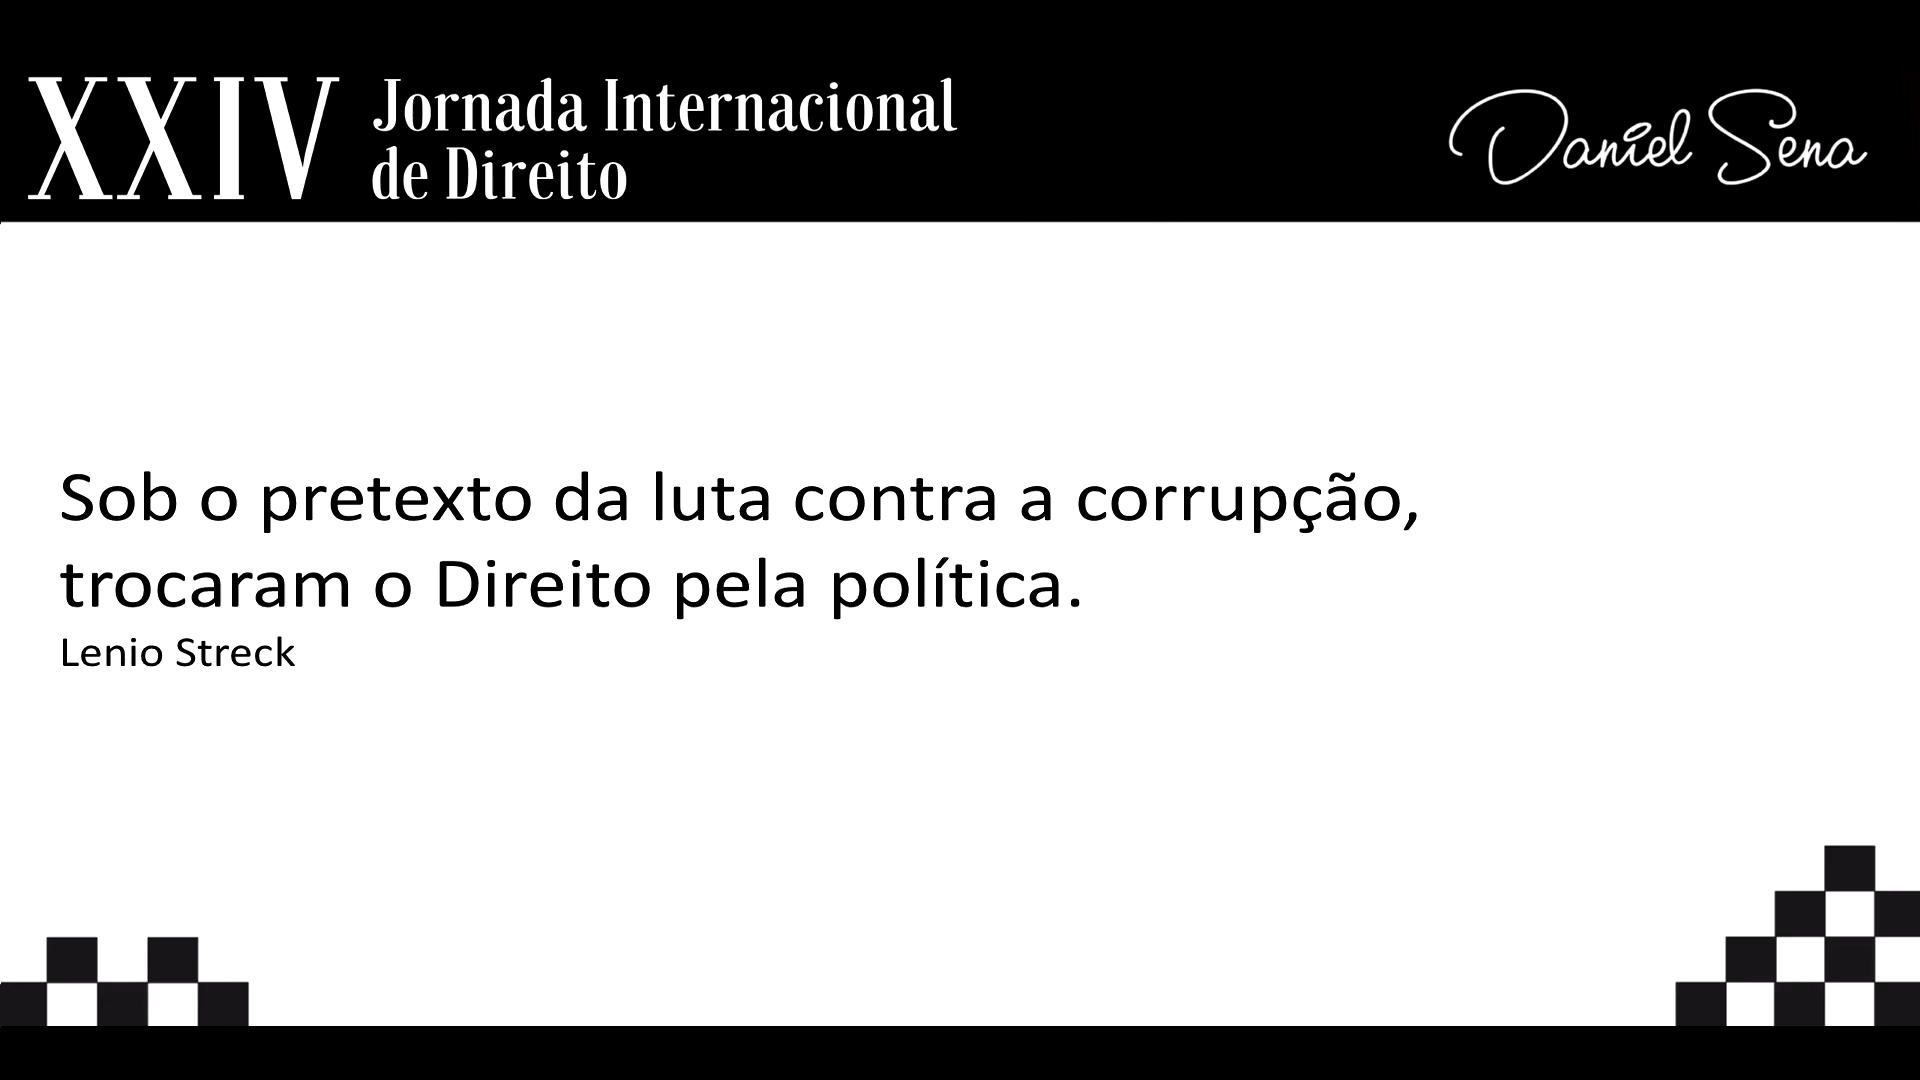 XXIV
Jornada Internacional
de Direito
Daniel Sena
Sob o pretexto da luta contra a corrupção,
trocaram o Direito pela política.
Lenio Streck